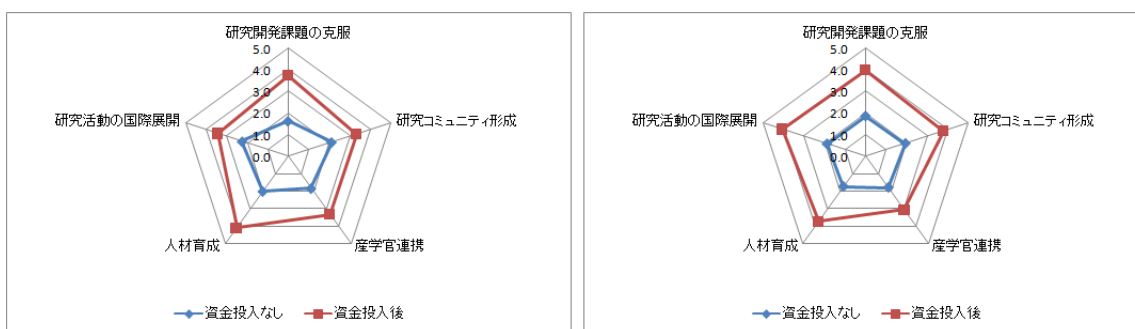 研究開発課題の克服
5.0
4.0
3.0
2.0
1.0
0.0
研究コミュニティ形成
産学官連携
人材育成
研究活動の国際展開
資金投入なし
資金投入後
研究開発課題の克服
5.0
4.0
3.0
2.0
1.0
0.0
研究コミュニティ形成
産学官連携
人材育成
研究活動の国際展開
資金投入なし
資金投入後